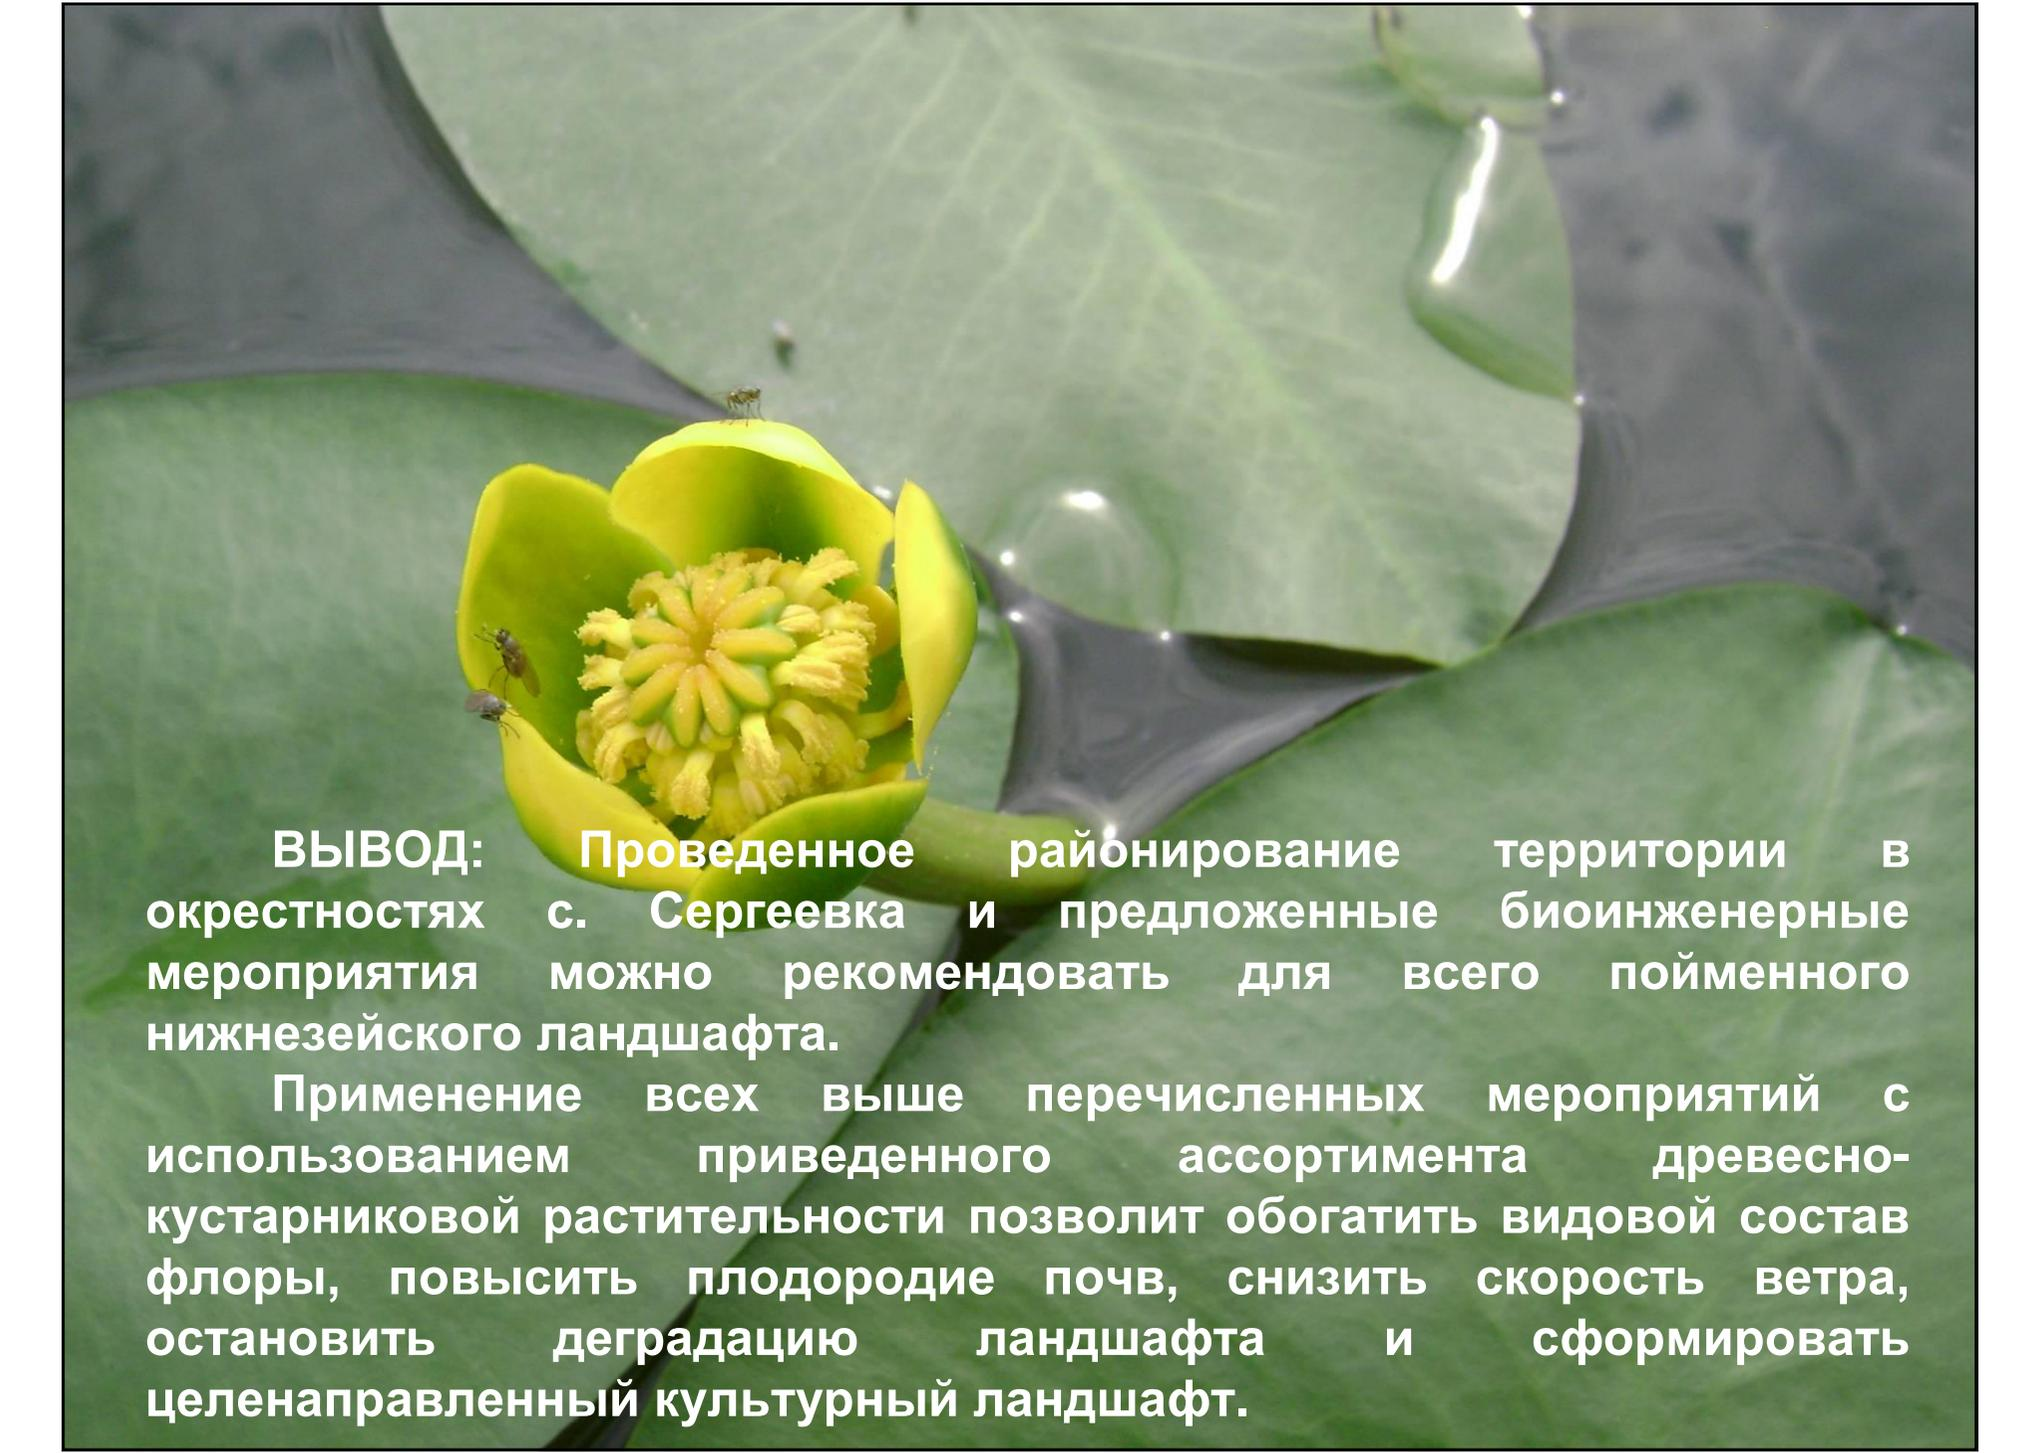 ВЫВОД: Проведенное районирование территории в
окрестностях с. Сергеевка и предложенные биоинженерные
мероприятия можно рекомендовать для всего пойменного
нижнезейского ландшафта.
Применение всех выше перечисленных мероприятий с
использованием приведенного ассортимента древесно-
кустарниковой растительности позволит обогатить видовой состав
флоры, повысить плодородие почв, снизить скорость ветра,
остановить деградацию ландшафта и сформировать
целенаправленный культурный ландшафт.